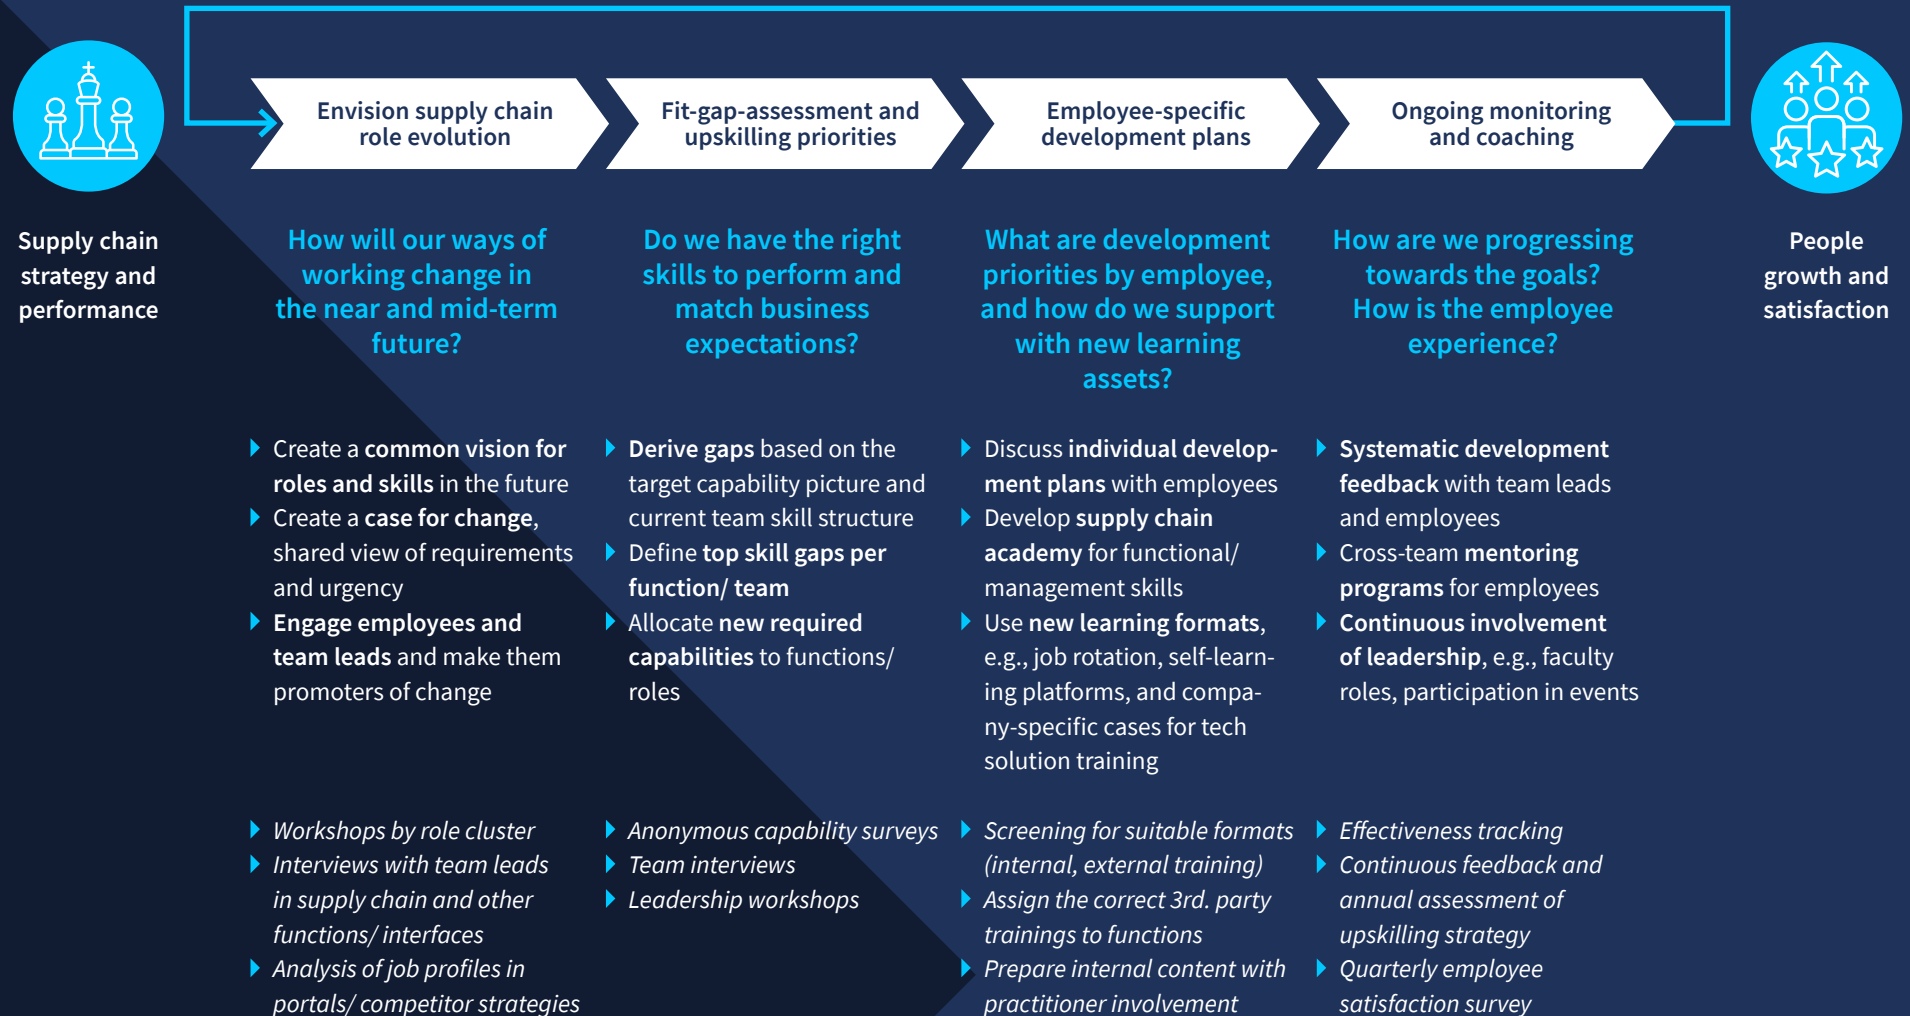 Supply chain
strategy and
performance
Envision supply chain
role evolution
How will our ways of
working change in
the near and mid-term
future?
Create a common vision for
roles and skills in the future
Create a case for change,
shared view of requirements
and urgency
Engage employees and
team leads and make them
promoters of change
Workshops by role cluster
Interviews with team leads
in supply chain and other
functions/ interfaces
Analysis of job profiles in
portals/ competitor strategies
Fit-gap-assessment and
upskilling priorities
Do we have the right
skills to perform and
match business
expectations?
Derive gaps based on the
target capability picture and
current team skill structure
Define top skill gaps per
function/ team
Allocate new required
capabilities to functions/
roles
Anonymous capability surveys
Team interviews
Leadership workshops
Employee-specific
development plans
What are development
priorities by employee,
and how do we support
with new learning
assets?
Discuss individual develop-
ment plans with employees
Develop supply chain
academy for functional/
management skills
Use new learning formats,
e.g., job rotation, self-learn-
ing platforms, and compa-
ny-specific cases for tech
solution training
Screening for suitable formats
(internal, external training)
Assign the correct 3rd. party
trainings to functions
Prepare internal content with
practitioner involvement
Ongoing monitoring
and coaching
How are we progressing
towards the goals?
How is the employee
experience?
Systematic development
feedback with team leads
and employees
Cross-team mentoring
programs for employees
Continuous involvement
of leadership, e.g., faculty
roles, participation in events
Effectiveness tracking
Continuous feedback and
annual assessment of
upskilling strategy
Quarterly employee
satisfaction survey
People
growth and
satisfaction